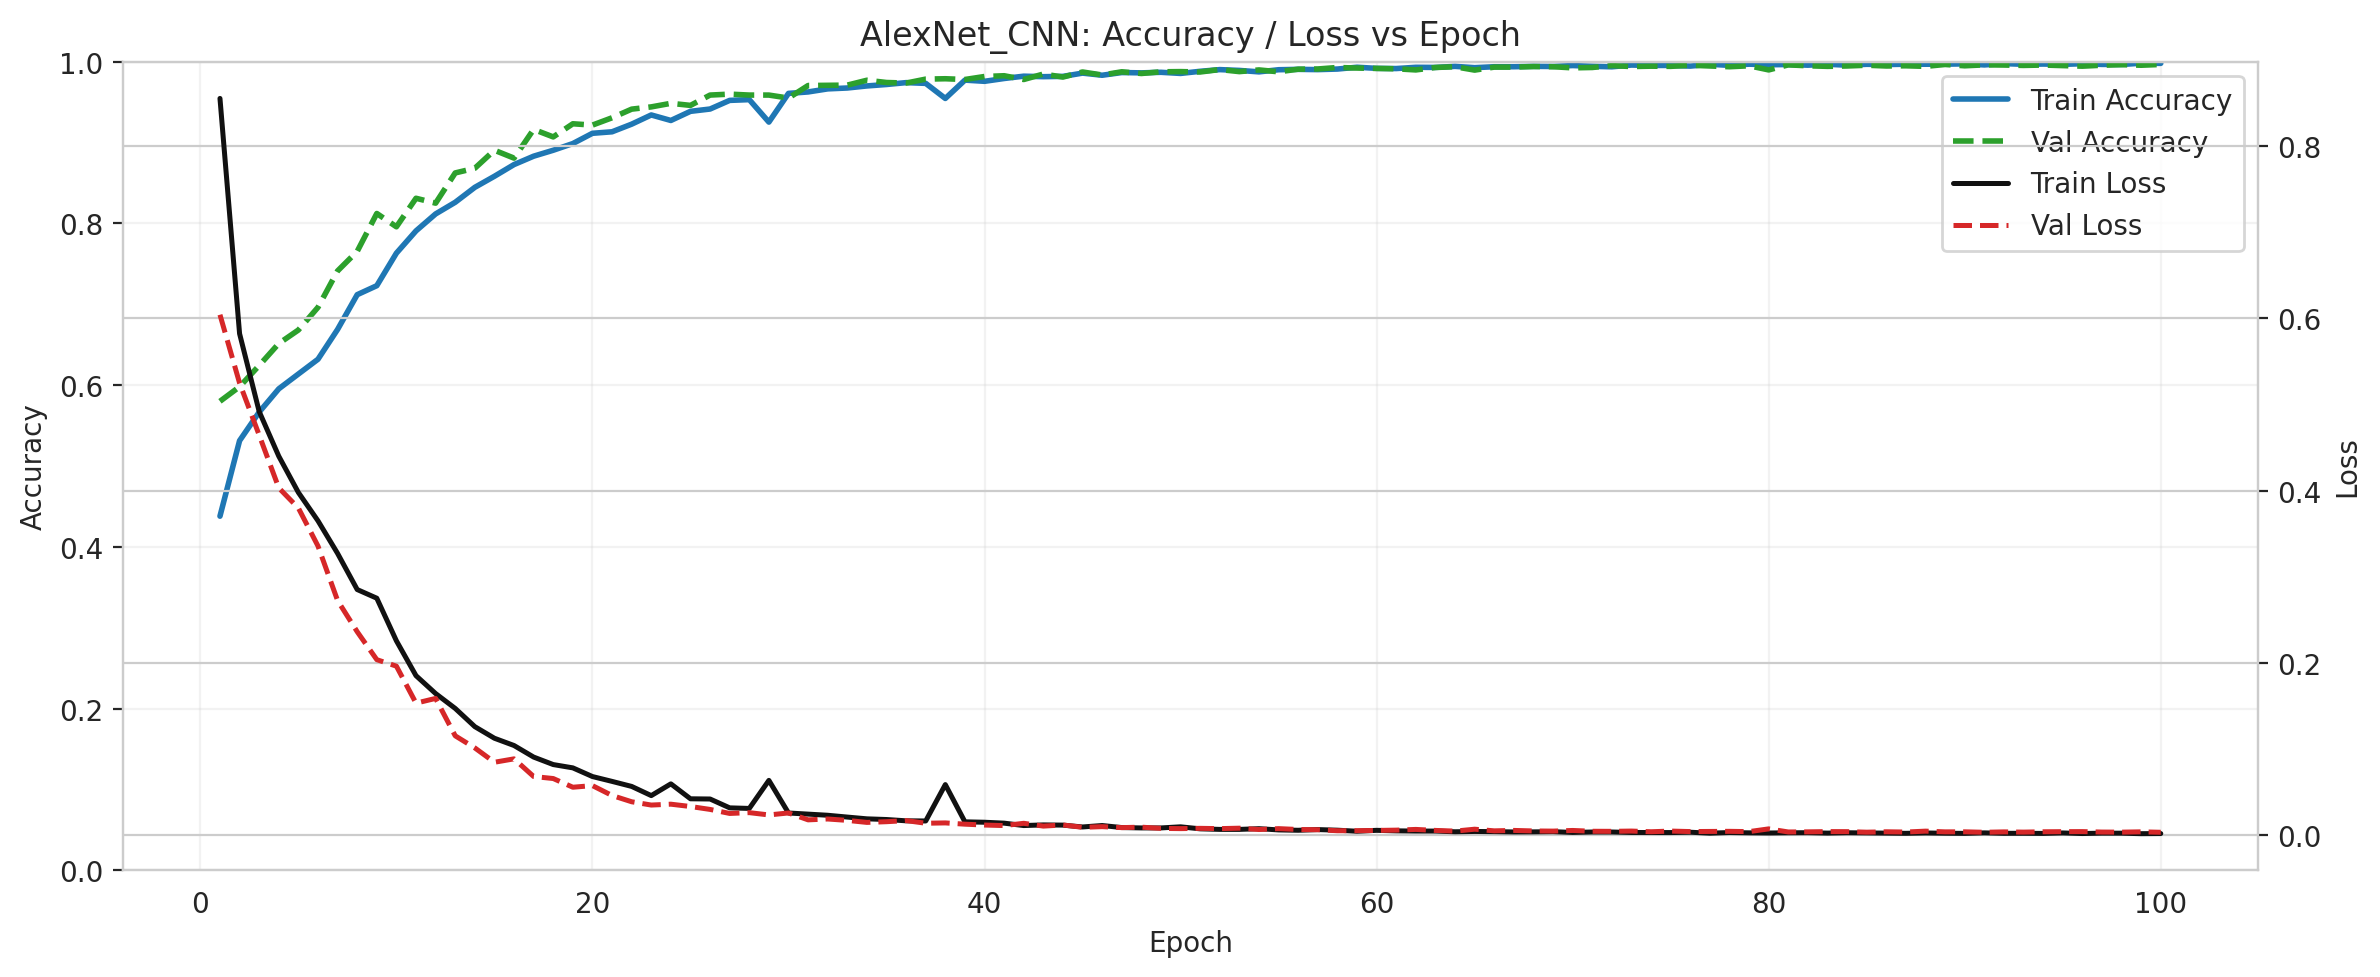 AlexNet_CNN: Accuracy / Loss vs Epoch
1.0
0.8
0.6
0.4
0.2
0.0
Accuracy
Train Accuracy
Val Accuracy
Train Loss
Val Loss
0.8
0.6
0.4
0.2
0.0
Loss
0 20 40 60 80 100
Epoch